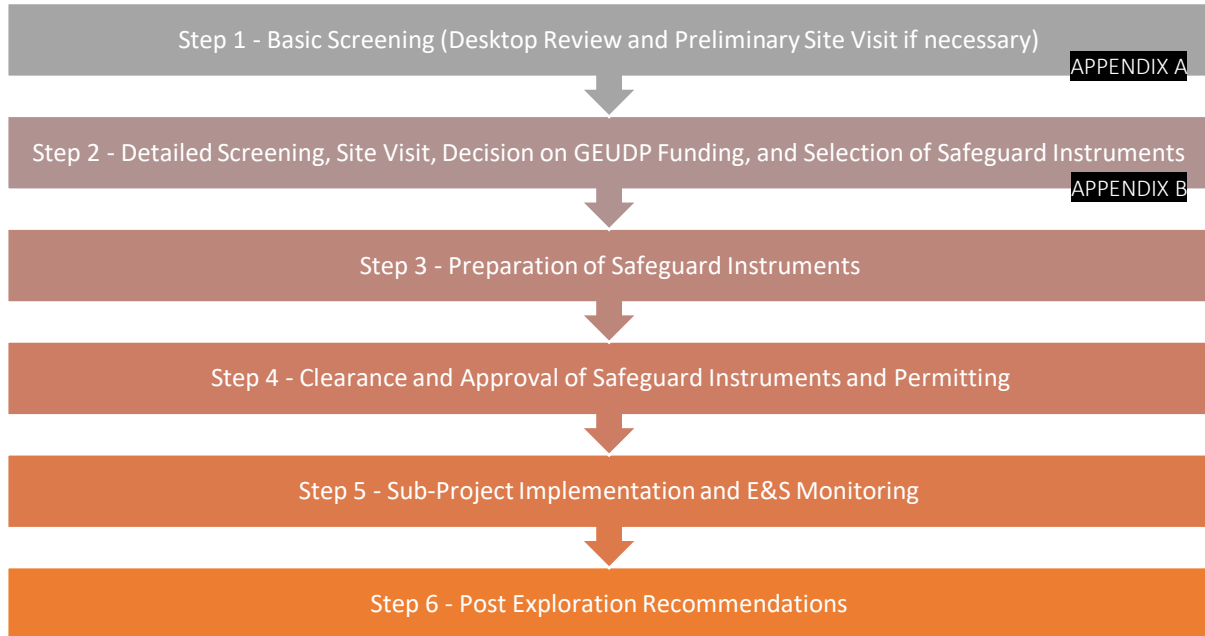 Step 1 - Basic Screening (Desktop Review and Preliminary Site Visit if necessary)
APPENDIX A
Step 2 - Detailed Screening, Site Visit, Decision on GEUDP Funding, and Selection of Safeguard Instruments
APPENDIX B
Step 3 - Preparation of Safeguard Instruments
Step 4 - Clearance and Approval of Safeguard Instruments and Permitting
Step 5 - Sub-Project Implementation and E&S Monitoring
Step 6 - Post Exploration Recommendations